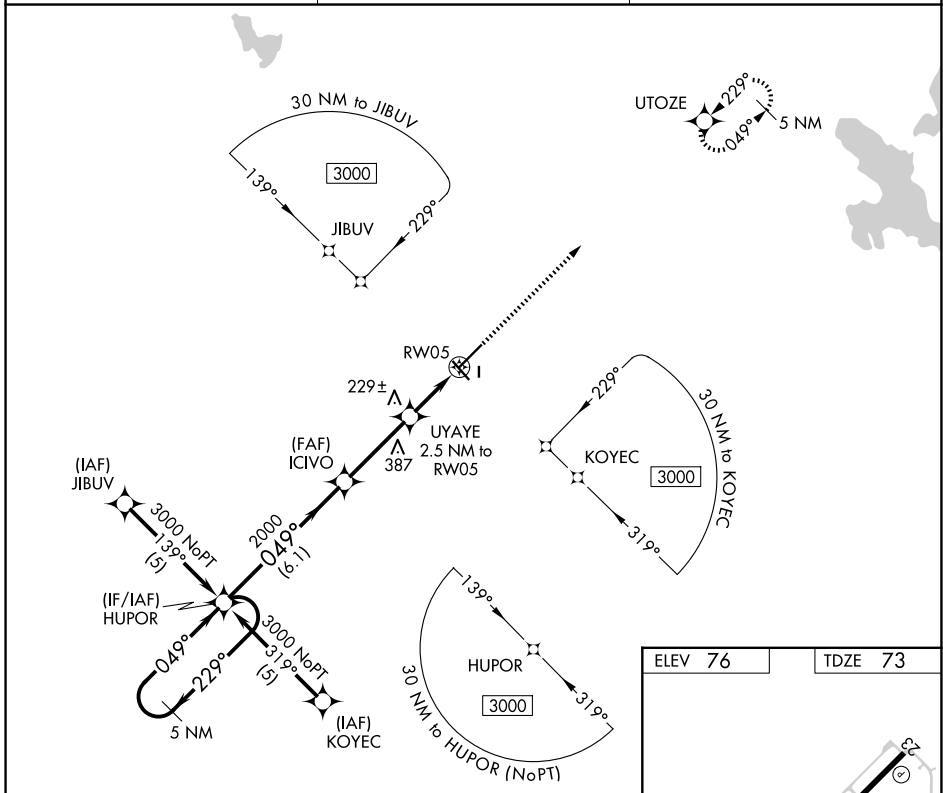 30 NM to JIBUV
3000
139°
229°
JIBUV
UTOZE
229°
049°
5 NM
RW05
229±
387
UYAYE
2.5 NM to
RW05
(FAF)
ICIVO
2000
049°
(6.1)
(IAF)
JIBUV
3000 NoPT
139°
(5)
(IF/IAF)
HUPOR
3000 NoPT
319°
(5)
049°
229°
5 NM
(IAF)
KOYEC
229°
KOYEC
3000
319°
30 NM to KOYEC
139°
HUPOR
3000
319°
30 NM to HUPOR (NoPT)
ELEV 76
TDZE 73
23
P